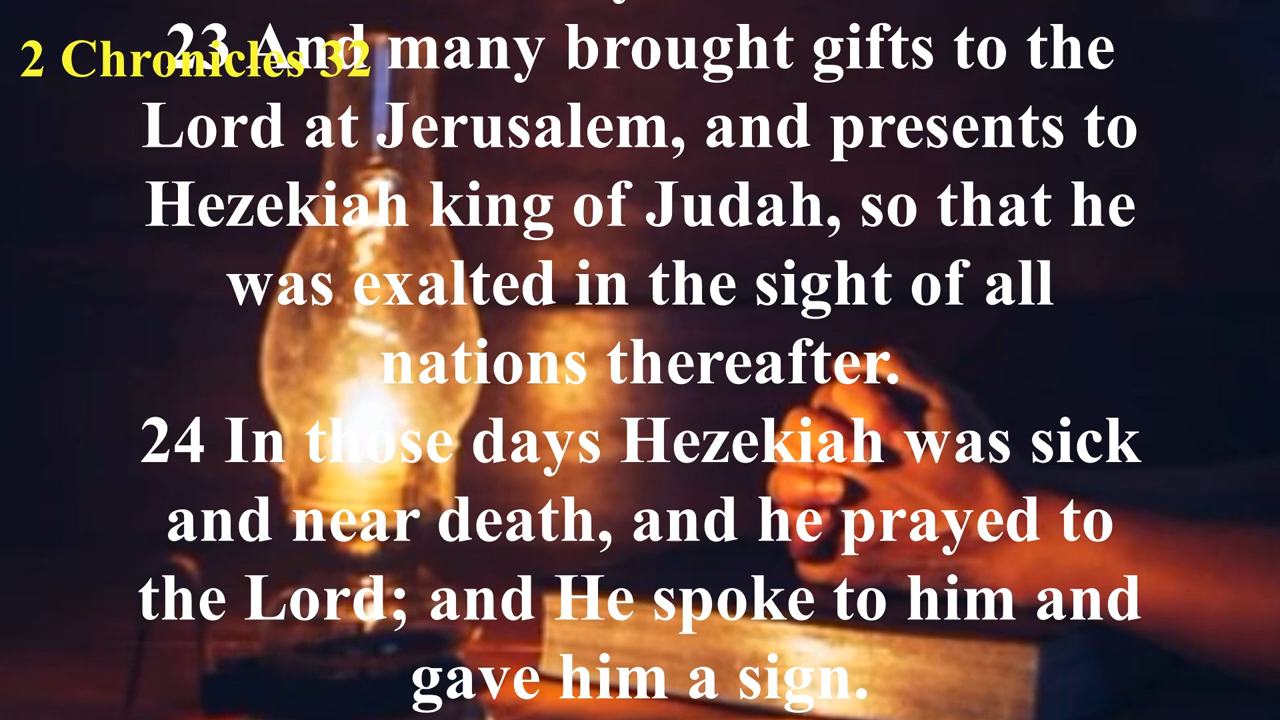 2 Chronicles 32
23 And many brought gifts to the
Lord at Jerusalem, and presents to
Hezekiah king of Judah, so that he
was exalted in the sight of all
nations thereafter.
24 In those days Hezekiah was sick
and near death, and he prayed to
the Lord; and He spoke to him and
gave him a sign.